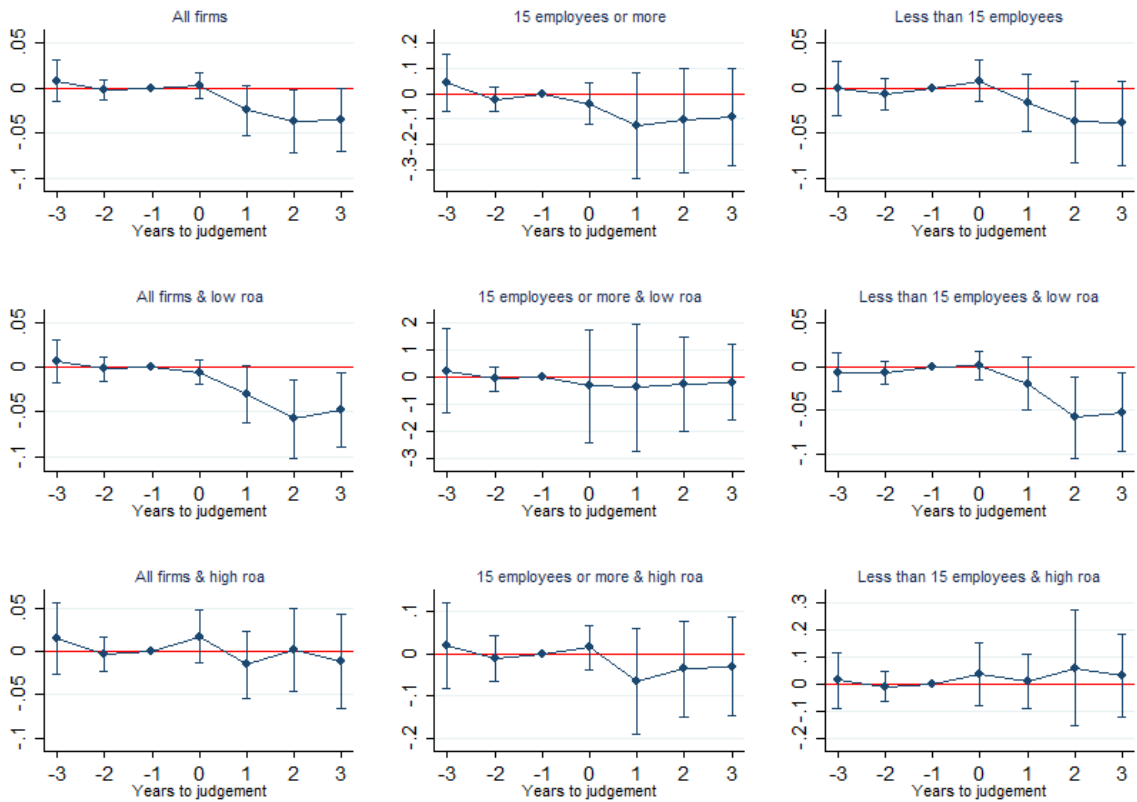 All firms
.05
0
-.05
-.1
-3 -2 -1 0 1 2 3
Years to judgement
15 employees or more
.2
.1
0
-.1
-.2
-.3
-3 -2 -1 0 1 2 3
Years to judgement
Less than 15 employees
.05
0
-.05
-.1
-3 -2 -1 0 1 2 3
Years to judgement
All firms & low roa
.05
0
-.05
-.1
-3 -2 -1 0 1 2 3
Years to judgement
15 employees or more & low roa
2
1
0
-1
-2
-3
-3 -2 -1 0 1 2 3
Years to judgement
Less than 15 employees & low roa
.05
0
-.05
-.1
-3 -2 -1 0 1 2 3
Years to judgement
All firms & high roa
.05
0
-.05
-.1
-3 -2 -1 0 1 2 3
Years to judgement
15 employees or more & high roa
.1
0
-.1
-.2
-3 -2 -1 0 1 2 3
Years to judgement
Less than 15 employees & high roa
.3
.2
.1
0
-.1
-.2
-3 -2 -1 0 1 2 3
Years to judgement